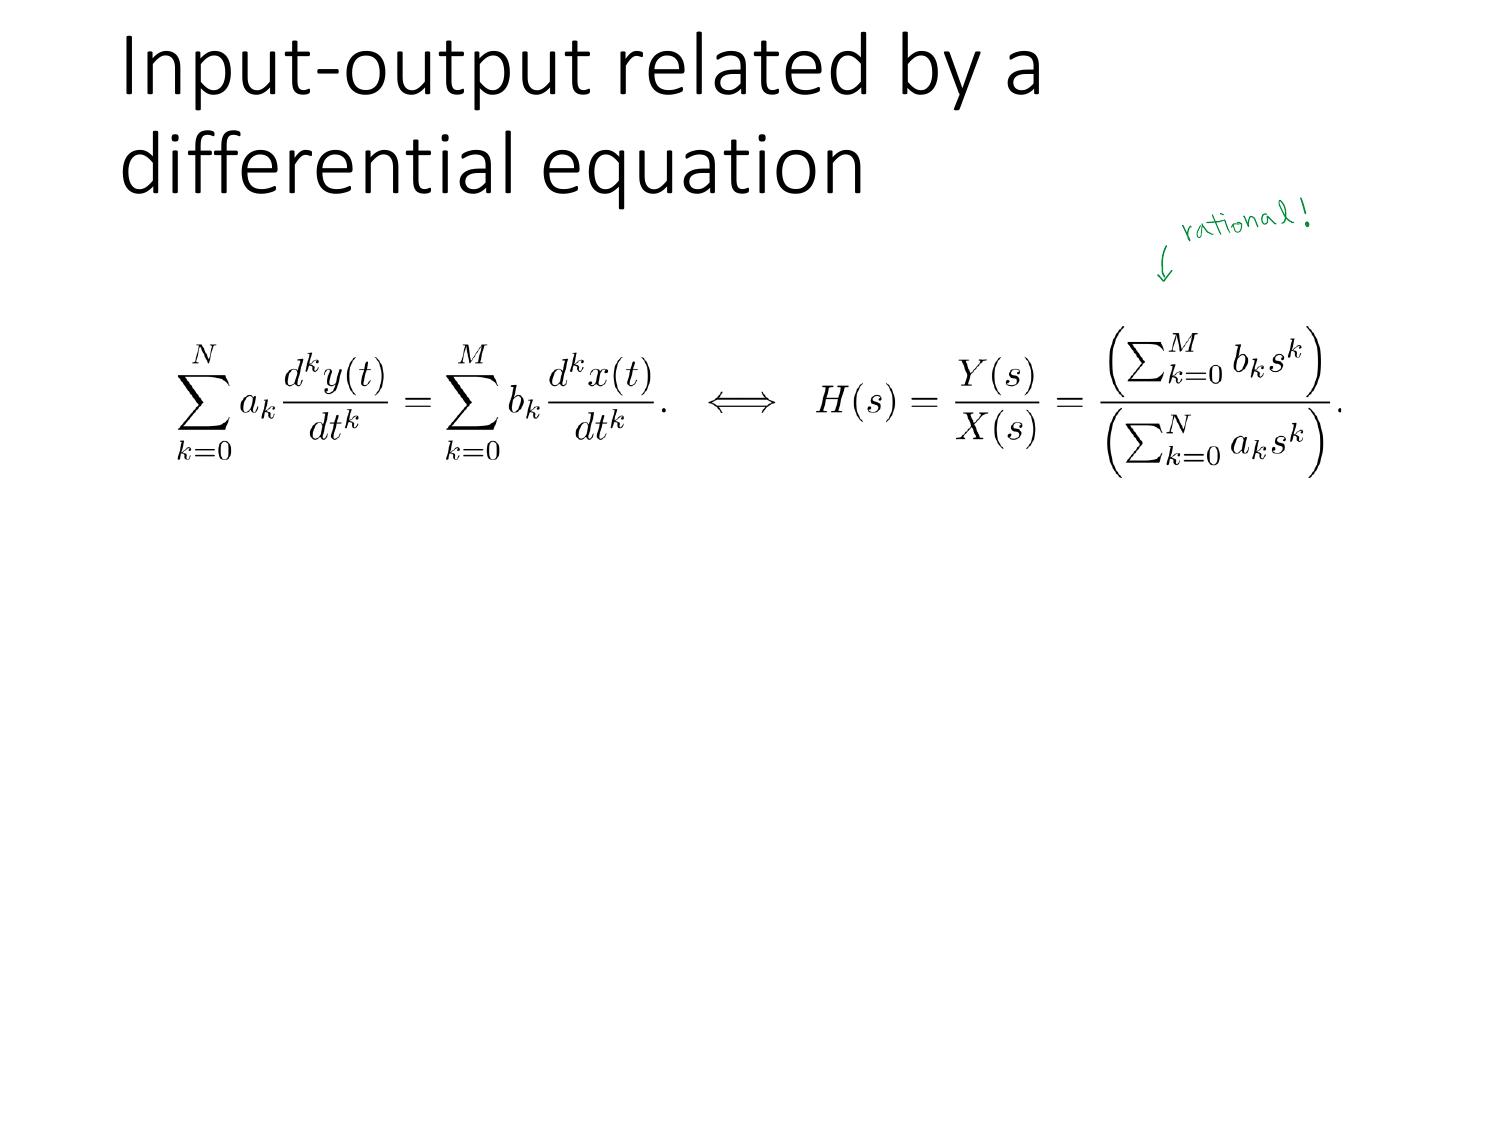 Input-output related by a
differential equation
rational!
\sum_{k=0}^{N} a_k \frac{d^k y(t)}{dt^k} = \sum_{k=0}^{M} b_k \frac{d^k x(t)}{dt^k}. \iff H(s) = \frac{Y(s)}{X(s)} = \frac{\left(\sum_{k=0}^{M} b_k s^k\right)}{\left(\sum_{k=0}^{N} a_k s^k\right)}.